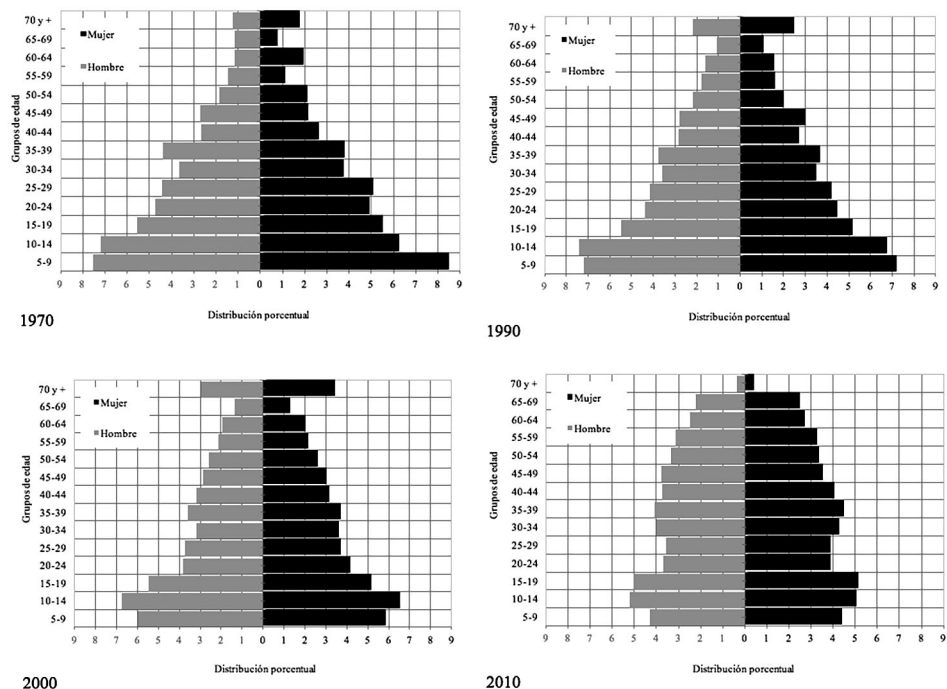 70 y +
65-69
60-64
55-59
50-54
45-49
40-44
35-39
30-34
25-29
20-24
15-19
10-14
5-9
Grupos de edad
Mujer
Hombre
9 8 7 6 5 4 3 2 1 0 1 2 3 4 5 6 7 8 9
Distribución porcentual
1970
70 y +
65-69
60-64
55-59
50-54
45-49
40-44
35-39
30-34
25-29
20-24
15-19
10-14
5-9
Grupos de edad
Mujer
Hombre
9 8 7 6 5 4 3 2 1 0 1 2 3 4 5 6 7 8 9
Distribución porcentual
1990
70 y +
65-69
60-64
55-59
50-54
45-49
40-44
35-39
30-34
25-29
20-24
15-19
10-14
5-9
Grupos de edad
Mujer
Hombre
9 8 7 6 5 4 3 2 1 0 1 2 3 4 5 6 7 8 9
Distribución porcentual
2000
70 y +
65-69
60-64
55-59
50-54
45-49
40-44
35-39
30-34
25-29
20-24
15-19
10-14
5-9
Grupos de edad
Mujer
Hombre
9 8 7 6 5 4 3 2 1 0 1 2 3 4 5 6 7 8 9
Distribución porcentual
2010